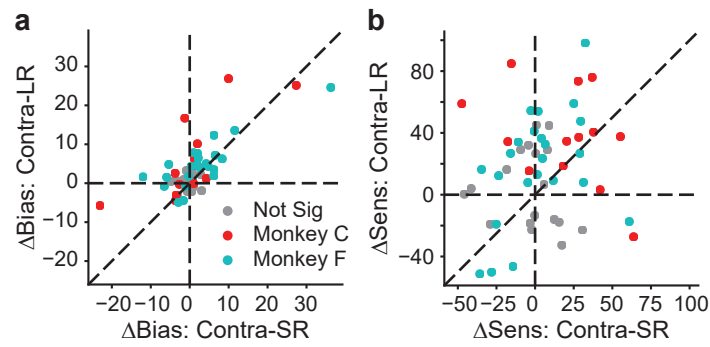 a
ΔBias: Contra-LR
30
20
10
0
−10
−20
−20
−10
0
10
20
30
ΔBias: Contra-SR
Not Sig
Monkey C
Monkey F
b
ΔSens: Contra-LR
80
40
0
−40
−50
−25
0
25
50
75
100
ΔSens: Contra-SR